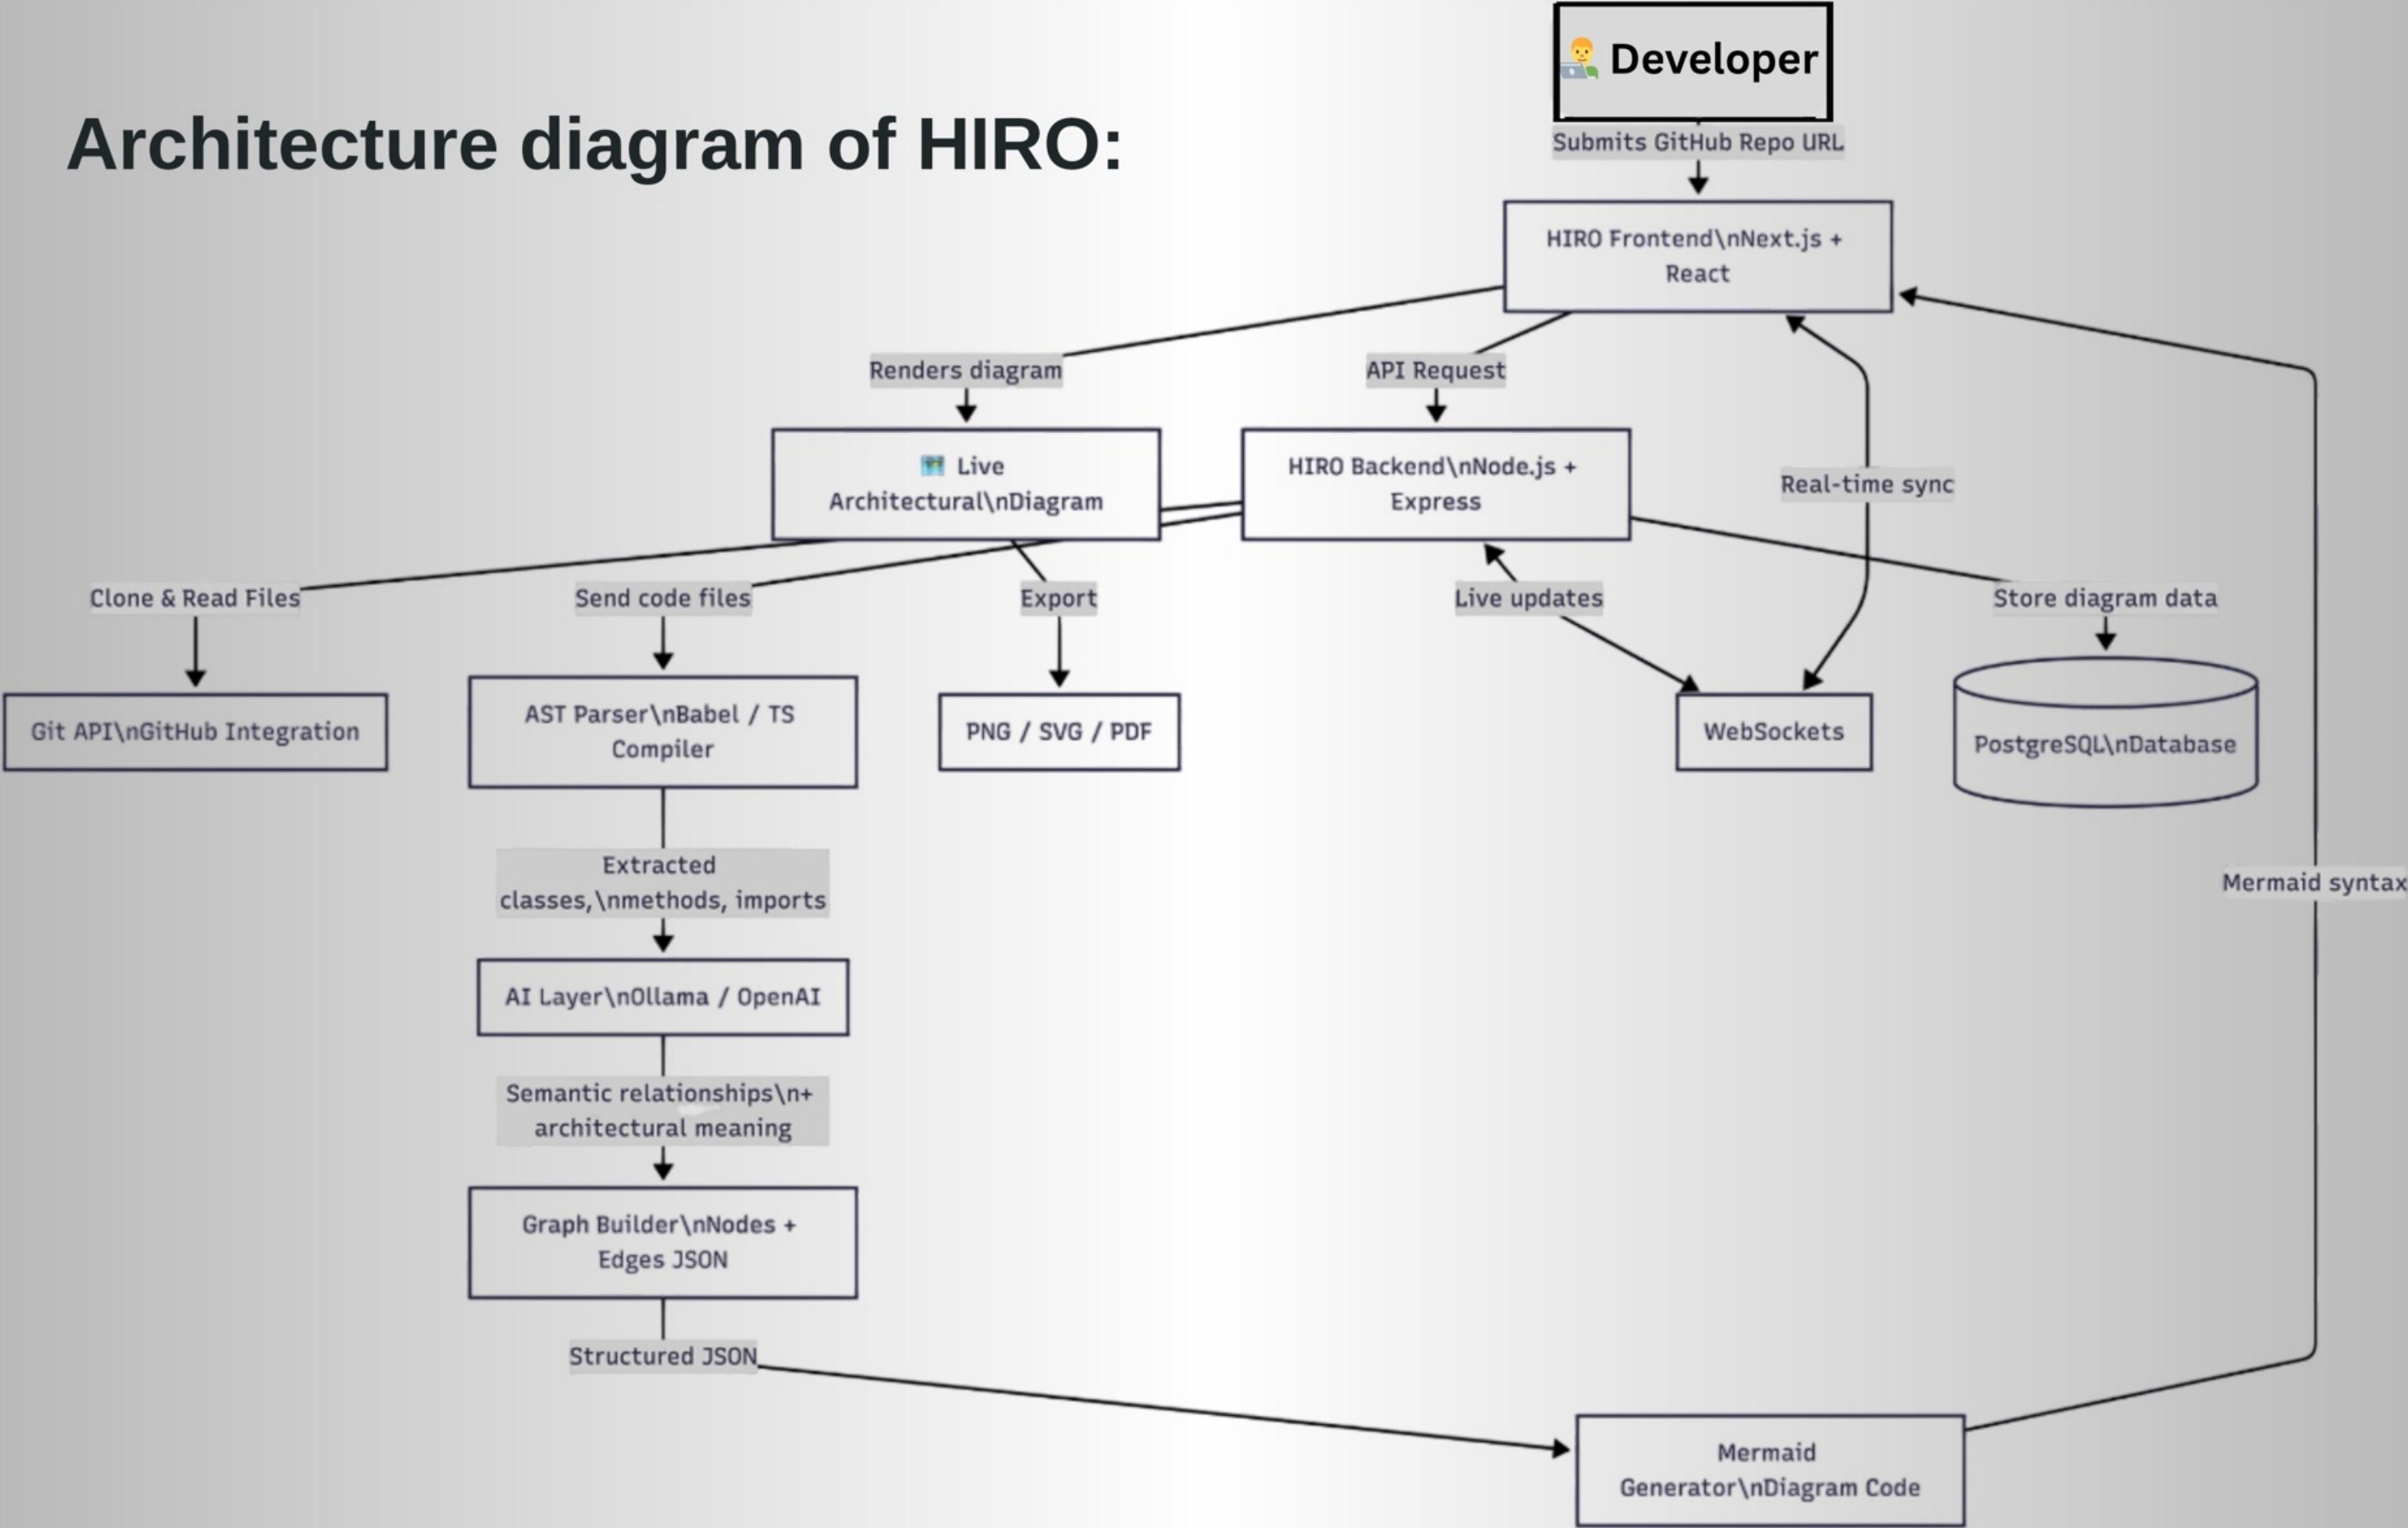 Developer
Architecture diagram of HIRO:
Submits GitHub Repo URL
HIRO Frontend\nNext.js +
React
Renders diagram
API Request
Live
Architectural\nDiagram
HIRO Backend\nNode.js +
Express
Real-time sync
Clone & Read Files
Send code files
Export
Live updates
Store diagram data
Git API\nGitHub Integration
AST Parser\nBabel / TS
Compiler
PNG / SVG / PDF
WebSockets
PostgreSQL\nDatabase
Extracted
classes,\nmethods, imports
Mermaid syntax
AI Layer\nOllama / OpenAI
Semantic relationships\n+
architectural meaning
Graph Builder\nNodes +
Edges JSON
Structured JSON
Mermaid
Generator\nDiagram Code